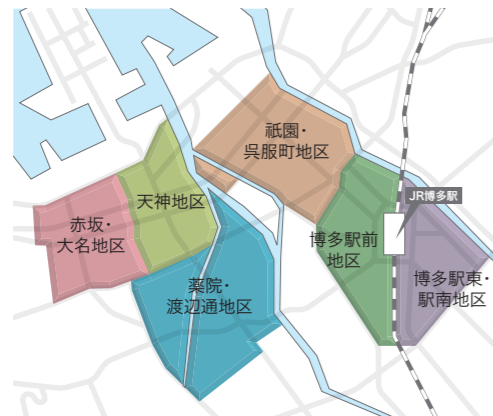 祇園・
呉服町地区
JR博多駅
天神地区
赤坂・
大名地区
博多駅前
地区
博多駅東・
駅南地区
薬院・
渡辺通地区